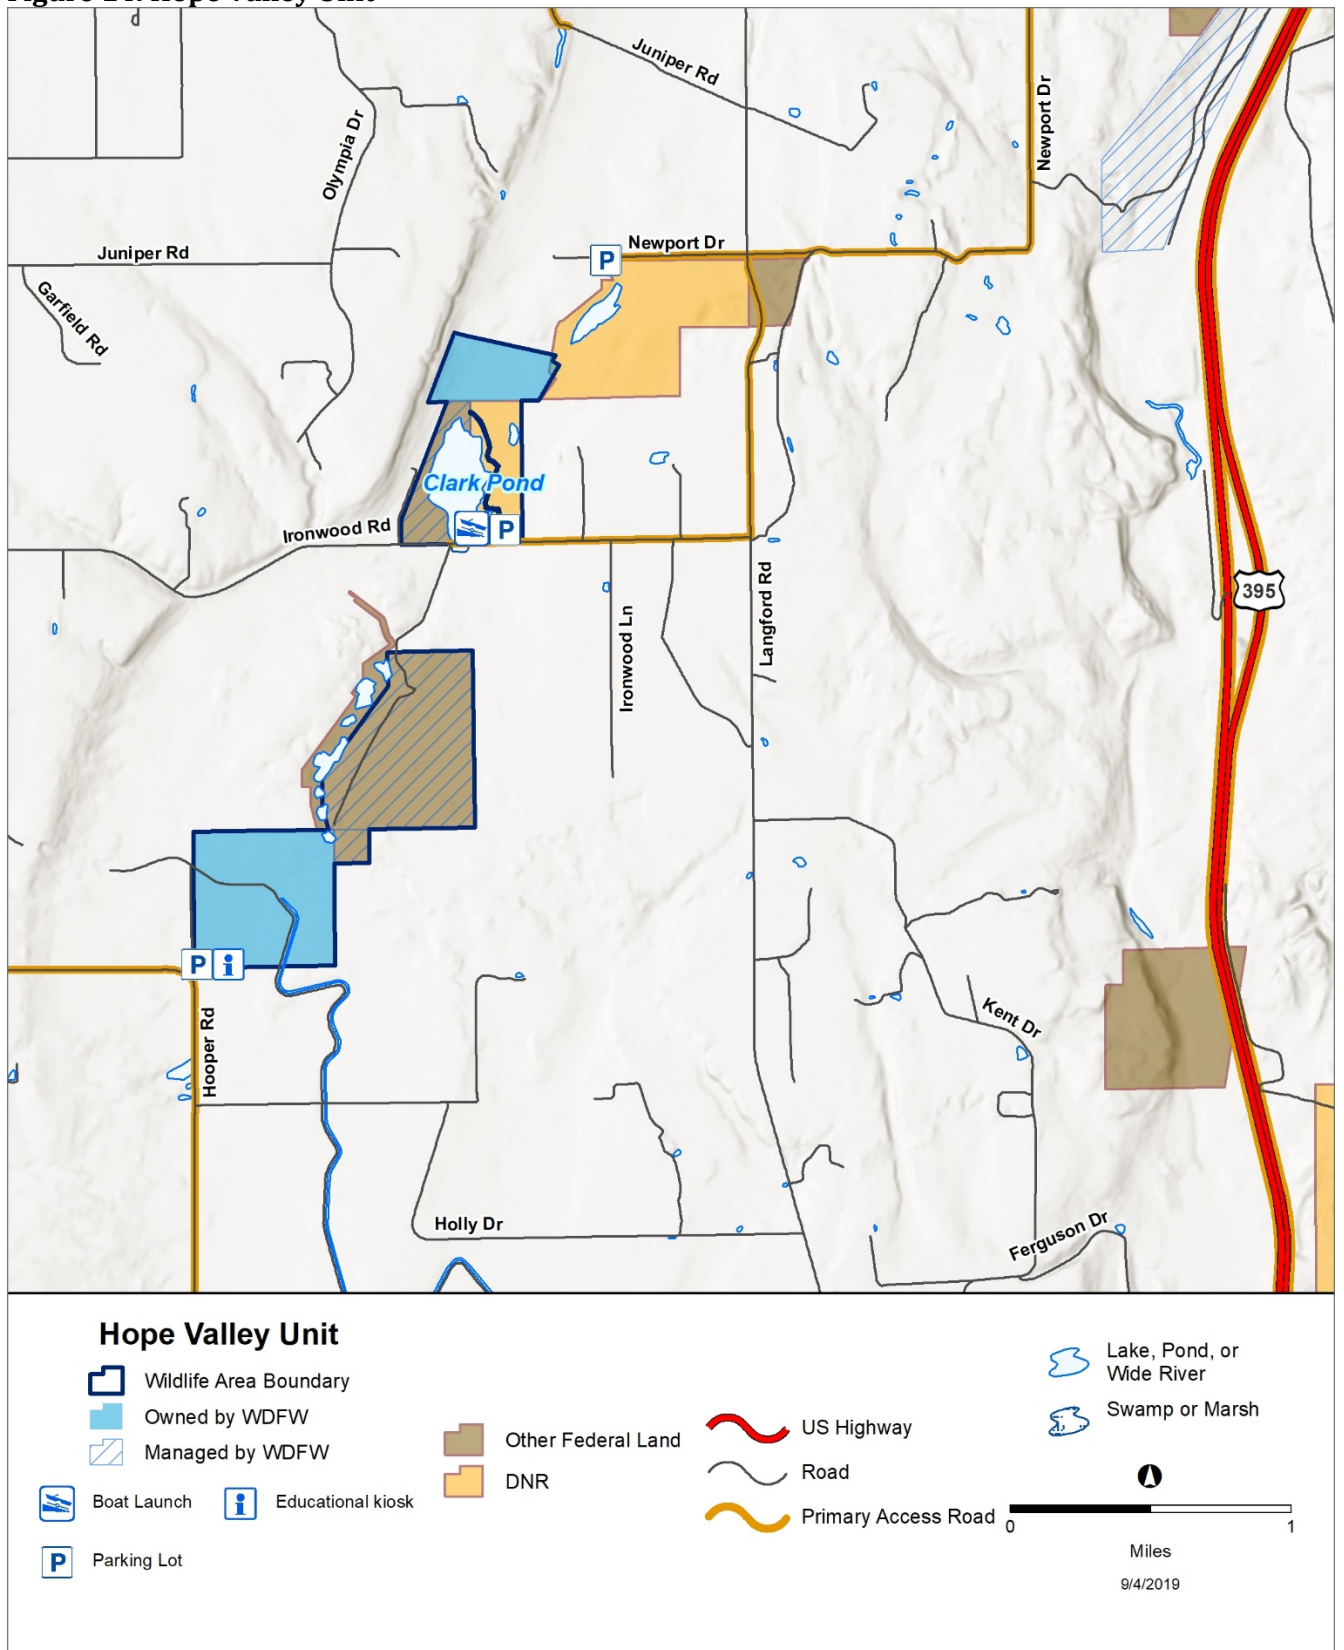 Juniper Rd
Newport Dr
Olympia Dr
Newport Dr
Juniper Rd
P
Garfield Rd
Clark Pond
P
Ironwood Rd
395
Ironwood Ln
Langford Rd
P i
Hooper Rd
Kent Dr
Holly Dr
Ferguson Dr
Hope Valley Unit
Wildlife Area Boundary
Owned by WDFW
Managed by WDFW
Boat Launch
i Educational kiosk
P Parking Lot
Other Federal Land
DNR
US Highway
Road
Primary Access Road
Lake, Pond, or
Wide River
Swamp or Marsh
0 1
Miles
9/4/2019